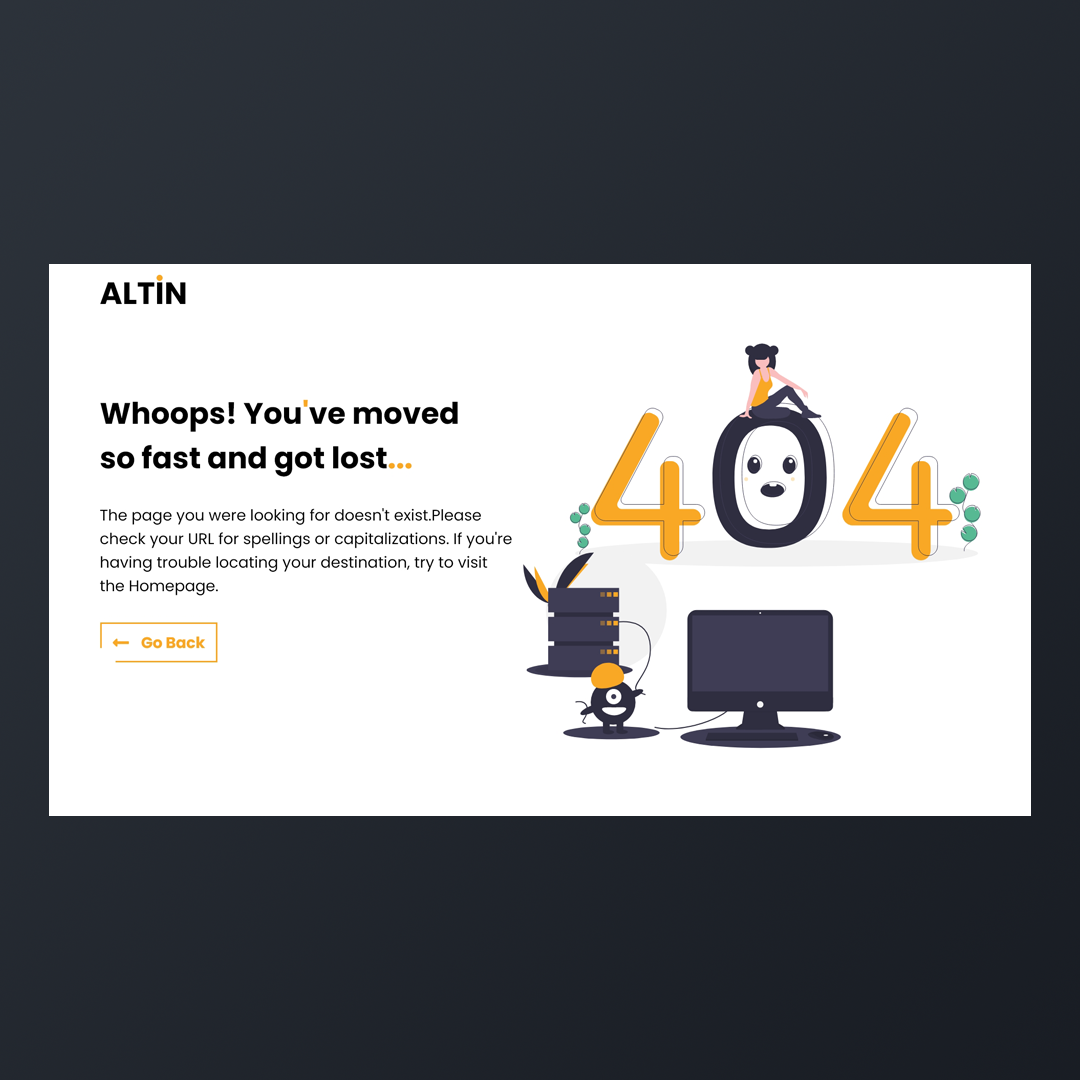 ALTiN
Whoops! You've moved
so fast and got lost...
The page you were looking for doesn't exist.Please
check your URL for spellings or capitalizations. If you're
having trouble locating your destination, try to visit
the Homepage.
Go Back
404